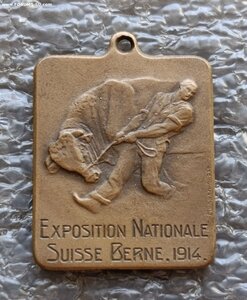 EXPOSITION NATIONALE
SUISSE BERNE. 1914.